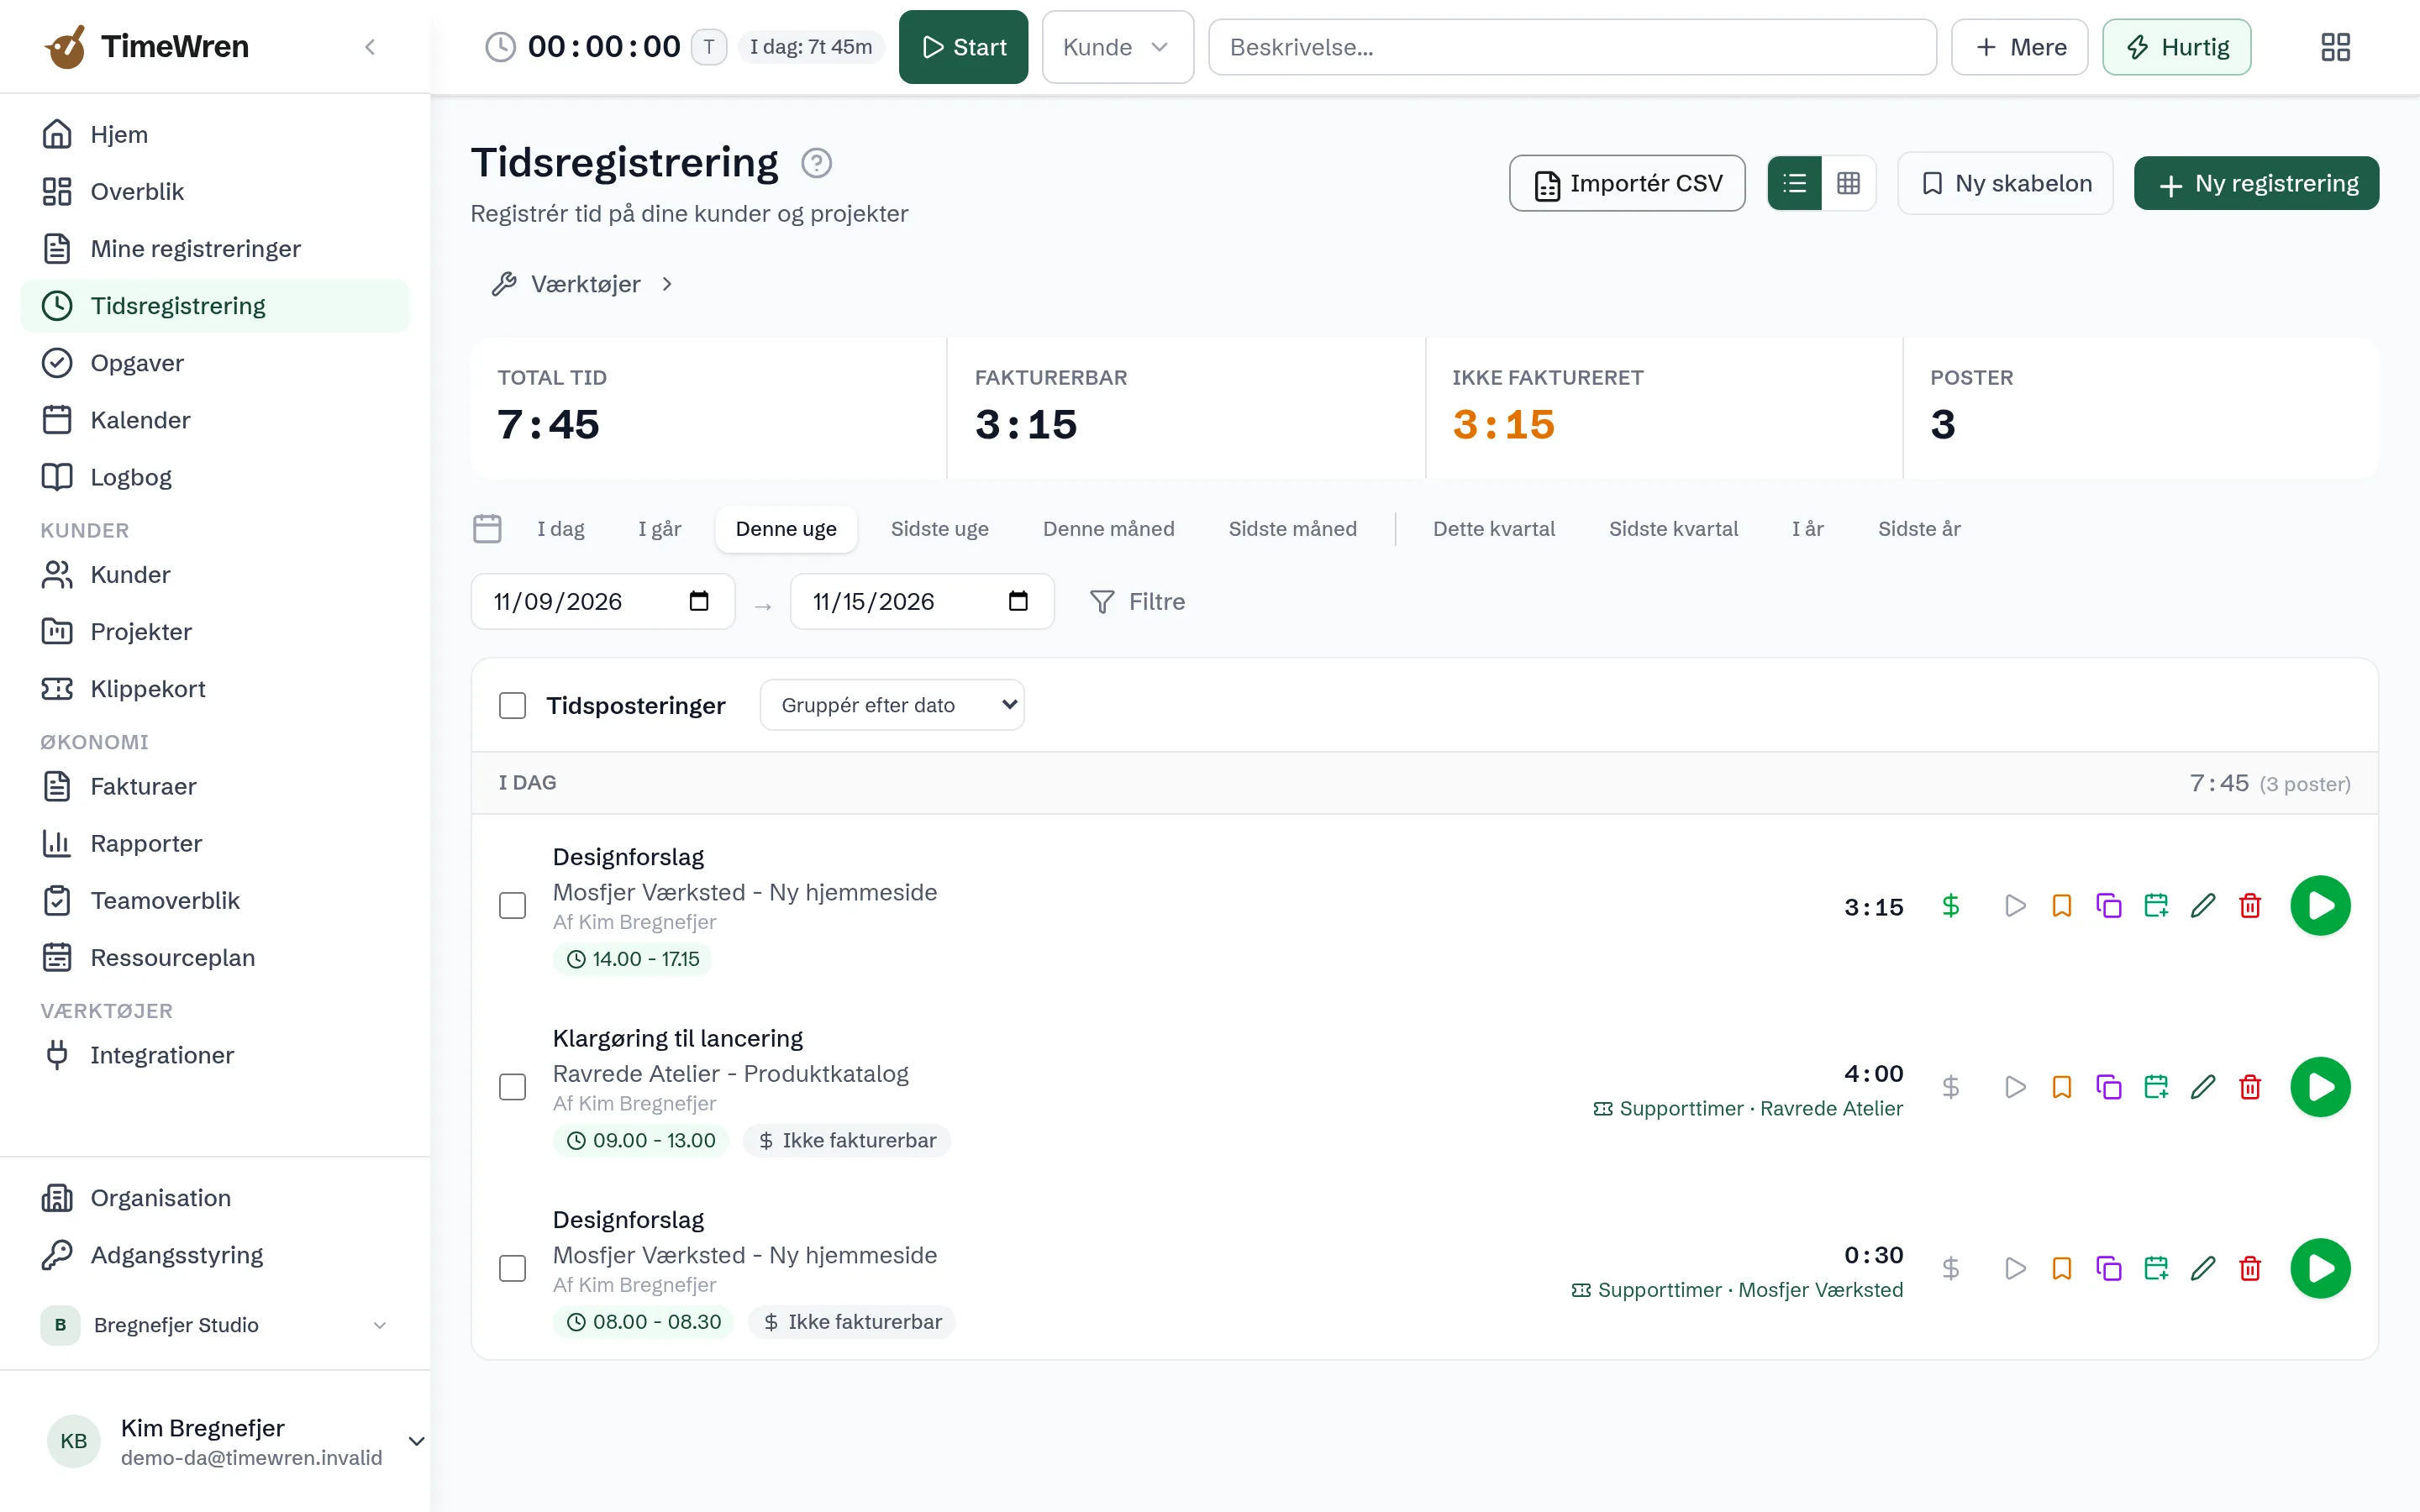 TimeWren
00:00:00
T
I dag: 7t 45m
Start
Kunde
Beskrivelse...
Mere
Hurtig
Hjem
Overblik
Mine registreringer
Tidsregistrering
Opgaver
Kalender
Logbog
KUNDER
Kunder
Projekter
Klippekort
ØKONOMI
Fakturaer
Rapporter
Teamoverblik
Ressourceplan
VÆRKTØJER
Integrationer
Organisation
Adgangsstyring
B
Bregnefjer Studio
KB
Kim Bregnefjer
demo-da@timewren.invalid
Tidsregistrering
Registrér tid på dine kunder og projekter
Importér CSV
Ny skabelon
Ny registrering
Værktøjer
TOTAL TID
7:45
FAKTURERBAR
3:15
IKKE FAKTURERET
3:15
POSTER
3
I dag
I går
Denne uge
Sidste uge
Denne måned
Sidste måned
Dette kvartal
Sidste kvartal
I år
Sidste år
11/09/2026
→
11/15/2026
Filtre
Tidsposteringer
Gruppér efter dato
I DAG
7:45 (3 poster)
Designforslag
Mosfjer Værksted - Ny hjemmeside
Af Kim Bregnefjer
14.00 - 17.15
3:15
Klargøring til lancering
Ravrede Atelier - Produktkatalog
Af Kim Bregnefjer
09.00 - 13.00
Ikke fakturerbar
4:00
Supporttimer · Ravrede Atelier
Designforslag
Mosfjer Værksted - Ny hjemmeside
Af Kim Bregnefjer
08.00 - 08.30
Ikke fakturerbar
0:30
Supporttimer · Mosfjer Værksted